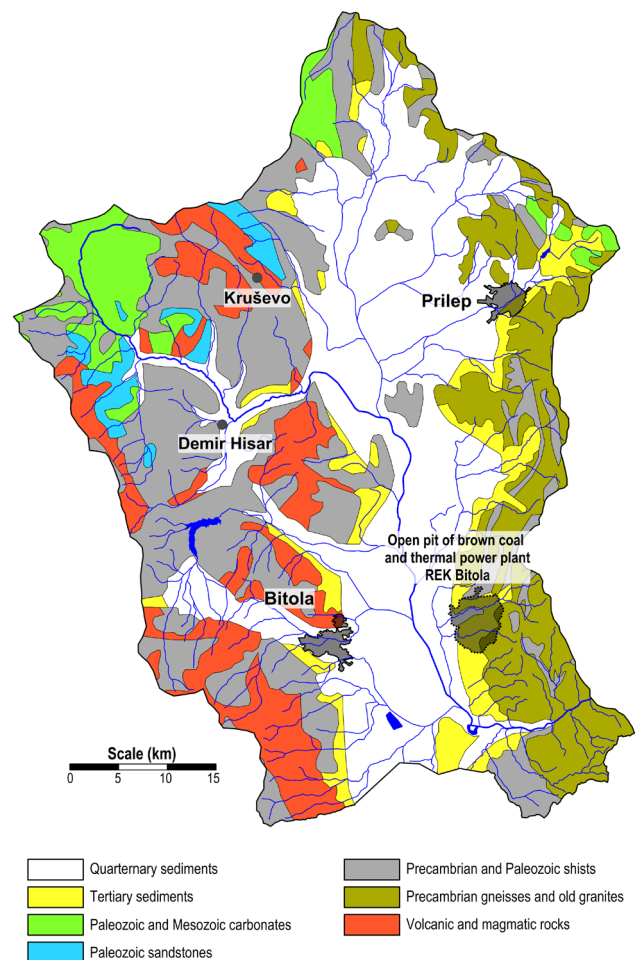 Kruševo
Prilep
Demir Hisar
Open pit of brown coal
and thermal power plant
REK Bitola
Bitola
Scale (km)
0 5 10 15
Quarternary sediments
Tertiary sediments
Paleozoic and Mesozoic carbonates
Paleozoic sandstones
Precambrian and Paleozoic shists
Precambrian gneisses and old granites
Volcanic and magmatic rocks